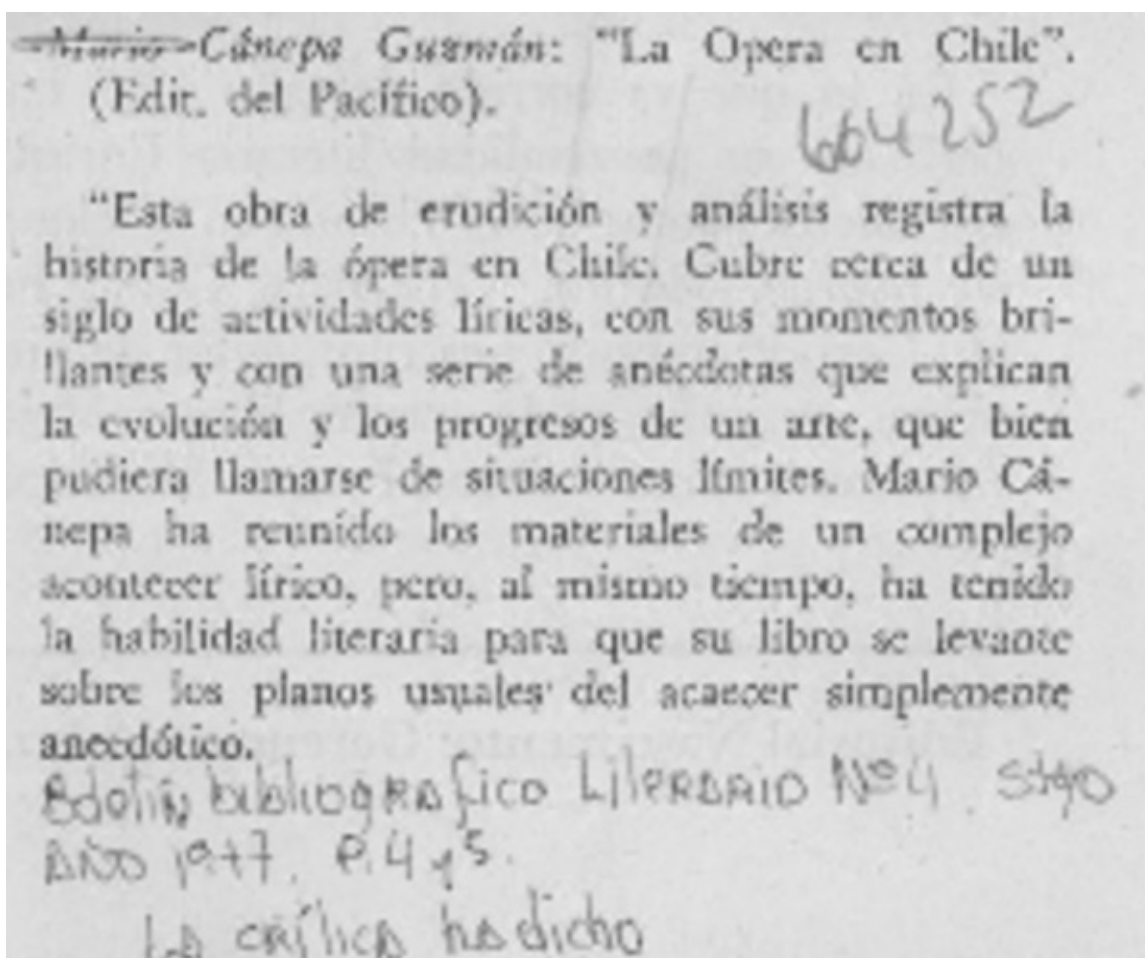 Mario Cánepa Guzmán: "La Opera en Chile".
(Edit. del Pacífico).
664252
"Esta obra de erudición y análisis registra la
historia de la ópera en Chile. Cubre cerca de un
siglo de actividades líricas, con sus momentos bri-
llantes y con una serie de anécdotas que explican
la evolución y los progresos de un arte, que bien
pudiera llamarse de situaciones límites. Mario Cá-
nepa ha reunido los materiales de un complejo
acontecer lírico, pero, al mismo tiempo, ha tenido
la habilidad literaria para que su libro se levante
sobre los planos usuales del acaecer simplemente
anecdótico.
Boletín bibliografico Literario Nº 4. Stgo
Año 1977. P. 4 y 5.
La crítica ha dicho